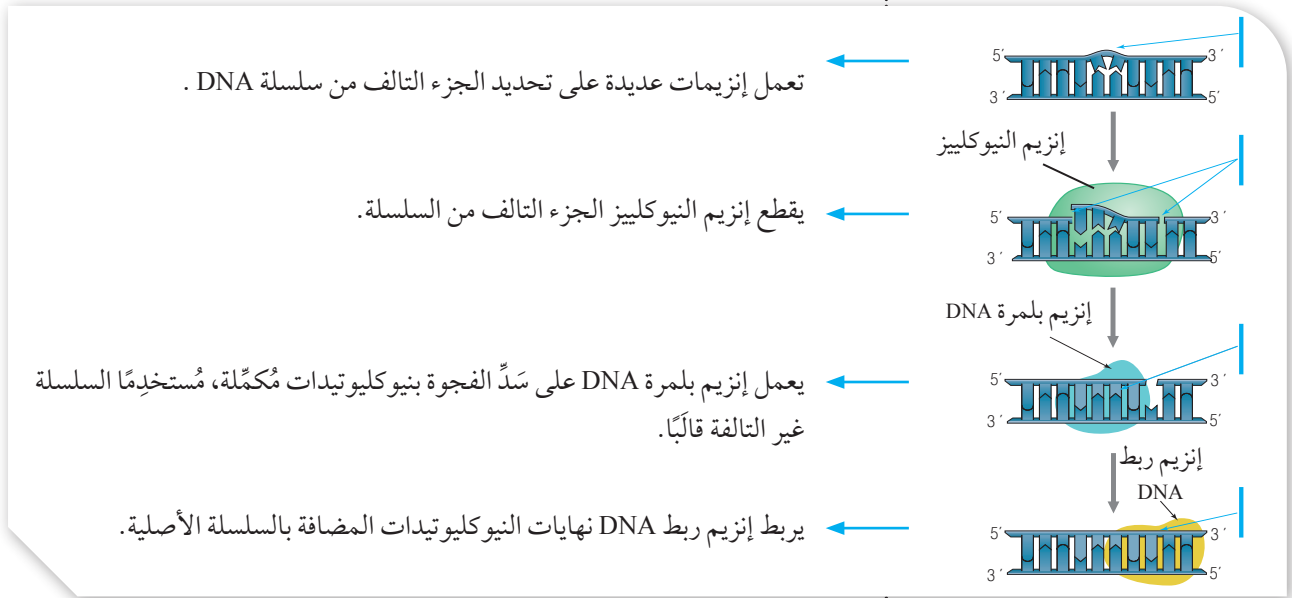 5′ 3′
تعمل إنزيمات عديدة على تحديد الجزء التالف من سلسلة DNA .
3′ 5′
إنزيم النيوكلييز
يقطع إنزيم النيوكلييز الجزء التالف من السلسلة.
5′ 3′
3′ 5′
إنزيم بلمرة DNA
يعمل إنزيم بلمرة DNA على سَدِّ الفجوة بنيوكليوتيدات مُكمِّلة، مُستخدِمًا السلسلة
غير التالفة قالَبًا.
5′ 3′
3′ 5′
إنزيم ربط
DNA
يربط إنزيم ربط DNA نهايات النيوكليوتيدات المضافة بالسلسلة الأصلية.
5′ 3′
3′ 5′